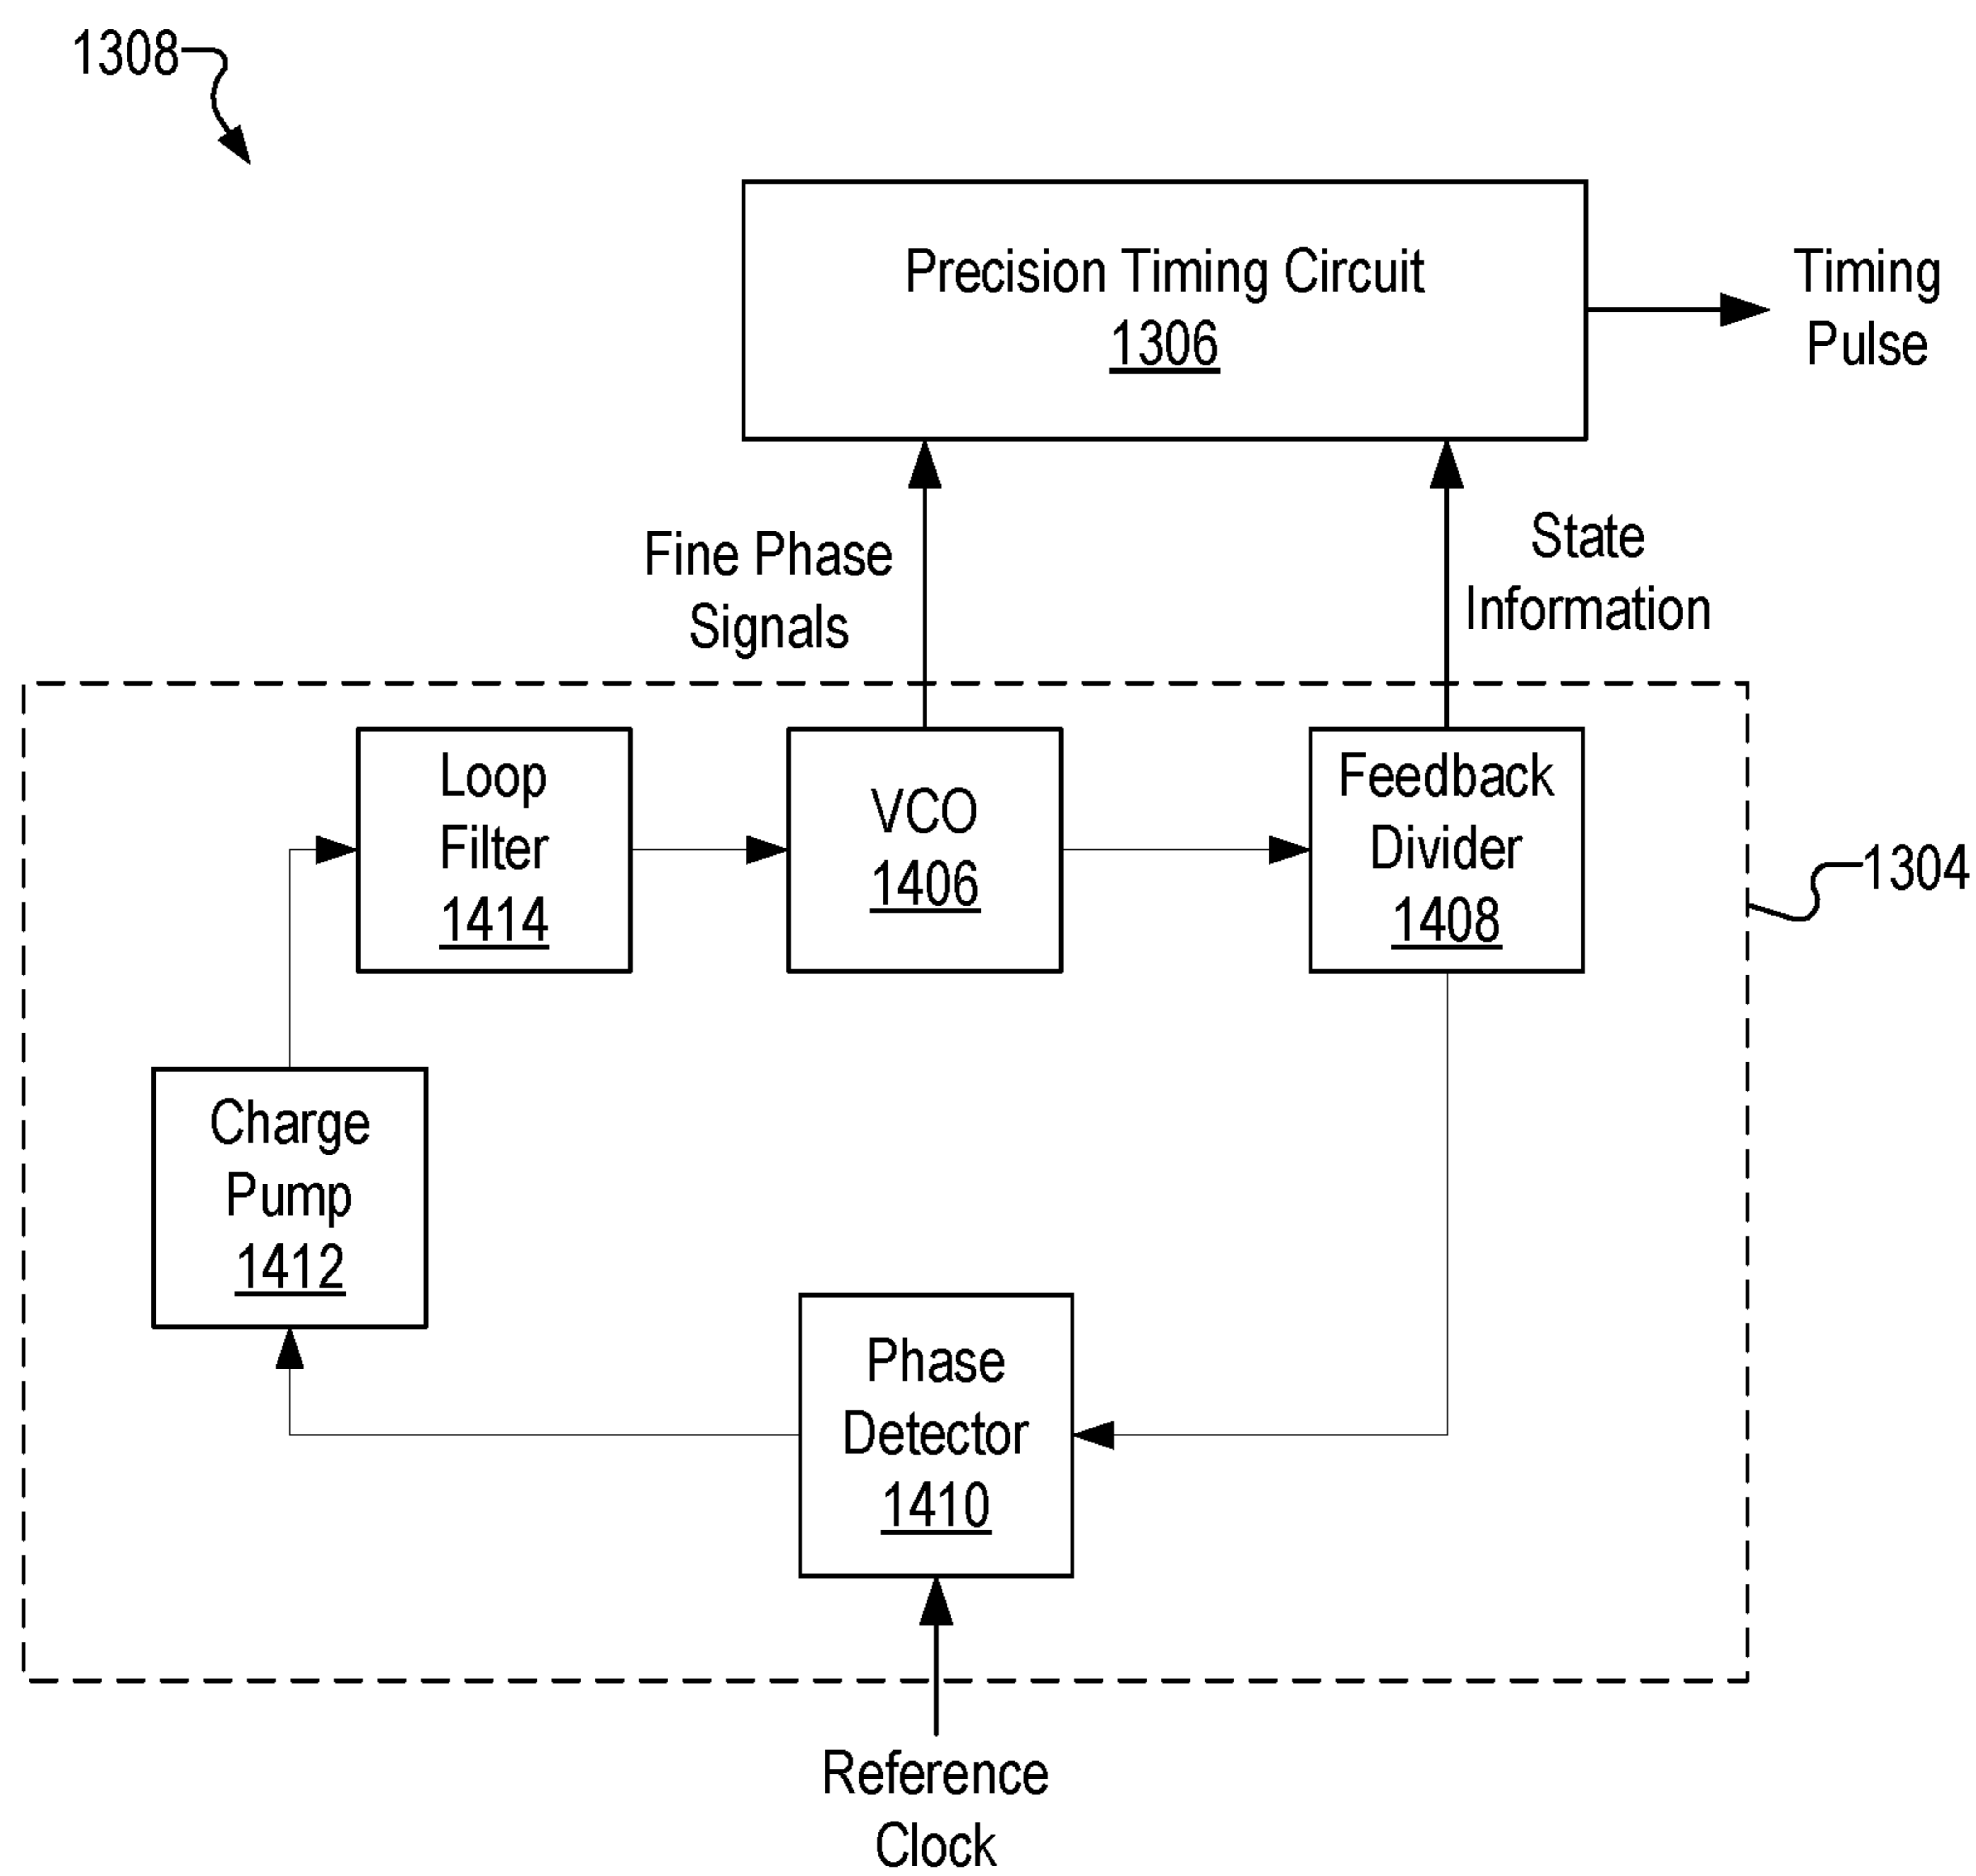 1308
Precision Timing Circuit
1306
Timing
Pulse
Fine Phase
Signals
State
Information
Loop
Filter
1414
VCO
1406
Feedback
Divider
1408
1304
Charge
Pump
1412
Phase
Detector
1410
Reference
Clock